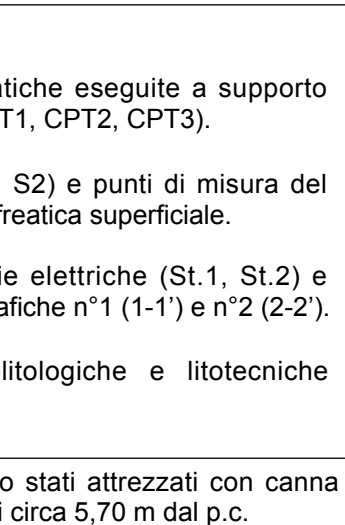 tiche eseguite a supporto
T1, CPT2, CPT3).
S2) e punti di misura del
freatica superficiale.
ie elettriche (St.1, St.2) e
afiche n°1 (1-1’) e n°2 (2-2’).
litologiche e litotecniche
o stati attrezzati con canna
i circa 5,70 m dal p.c.